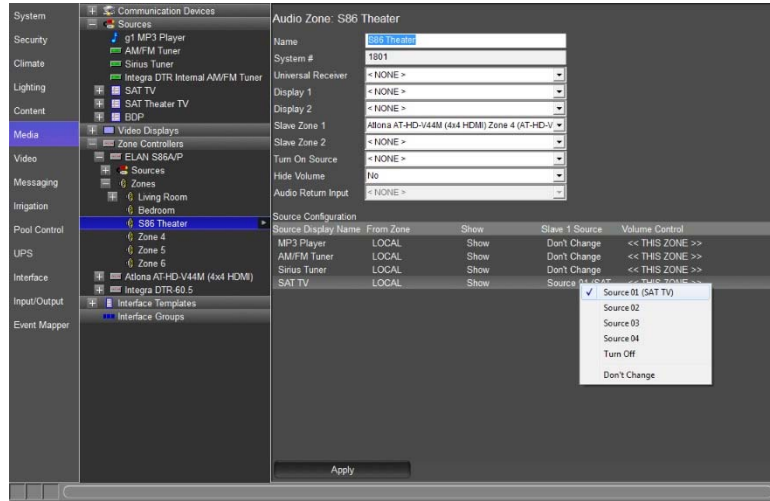 System
Security
Climate
Lighting
Content
Media
Video
Messaging
Irrigation
Pool Control
UPS
Interface
Input/Output
Event Mapper
Communication Devices
Sources
g1 MP3 Player
AM/FM Tuner
Sirius Tuner
Integra DTR Internal AM/FM Tuner
SAT TV
SAT Theater TV
BDP
Video Displays
Zone Controllers
ELAN S86A/P
Sources
Zones
Living Room
Bedroom
S86 Theater
Zone 4
Zone 5
Zone 6
Atlona AT-HD-V44M (4x4 HDMI)
Integra DTR-60.5
Interface Templates
Interface Groups
Audio Zone: S86 Theater
Name S86 Theater
System # 1801
Universal Receiver < NONE >
Display 1 < NONE >
Display 2 < NONE >
Slave Zone 1 Atlona AT-HD-V44M (4x4 HDMI) Zone 4 (AT-HD-V
Slave Zone 2 < NONE >
Turn On Source < NONE >
Hide Volume No
Audio Return Input < NONE >
Source Configuration
Source Display Name From Zone Show Slave 1 Source Volume Control
MP3 Player LOCAL Show Don't Change << THIS ZONE >>
AM/FM Tuner LOCAL Show Don't Change << THIS ZONE >>
Sirius Tuner LOCAL Show Don't Change << THIS ZONE >>
SAT TV LOCAL Show Source 01 (SAT << THIS ZONE >>
Source 01 (SAT TV)
Source 02
Source 03
Source 04
Turn Off
Don't Change
Apply